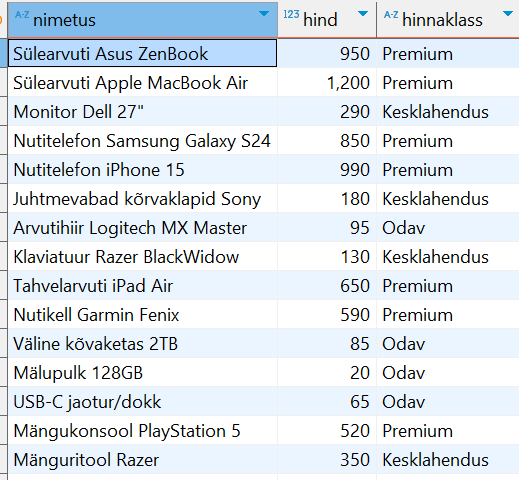 A-Z nimetus 123 hind A-Z hinnaklass
Sülearvuti Asus ZenBook 950 Premium
Sülearvuti Apple MacBook Air 1,200 Premium
Monitor Dell 27" 290 Kesklahendus
Nutitelefon Samsung Galaxy S24 850 Premium
Nutitelefon iPhone 15 990 Premium
Juhtmevabad kõrvaklapid Sony 180 Kesklahendus
Arvutihiir Logitech MX Master 95 Odav
Klaviatuur Razer BlackWidow 130 Kesklahendus
Tahvelarvuti iPad Air 650 Premium
Nutikell Garmin Fenix 590 Premium
Väline kõvaketas 2TB 85 Odav
Mälupulk 128GB 20 Odav
USB-C jaotur/dokk 65 Odav
Mängukonsool PlayStation 5 520 Premium
Mänguritool Razer 350 Kesklahendus